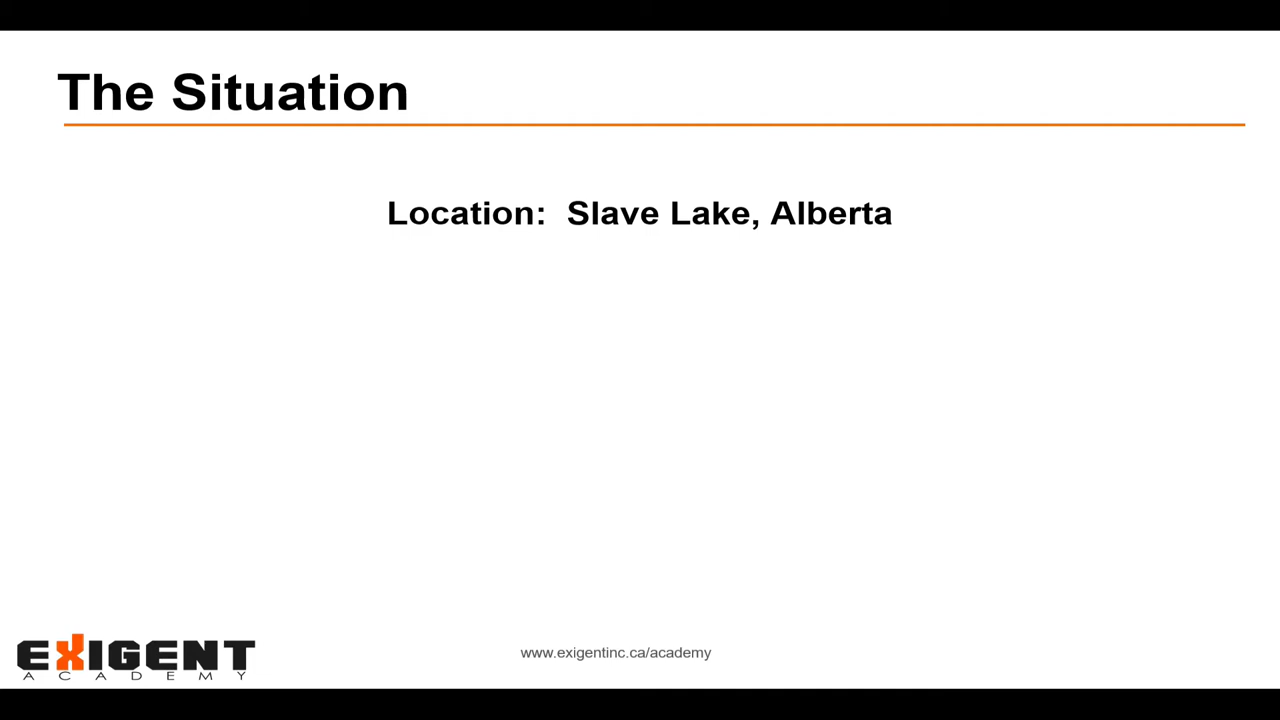 The Situation
Location:  Slave Lake, Alberta
EXIGENT
ACADEMY
www.exigentinc.ca/academy